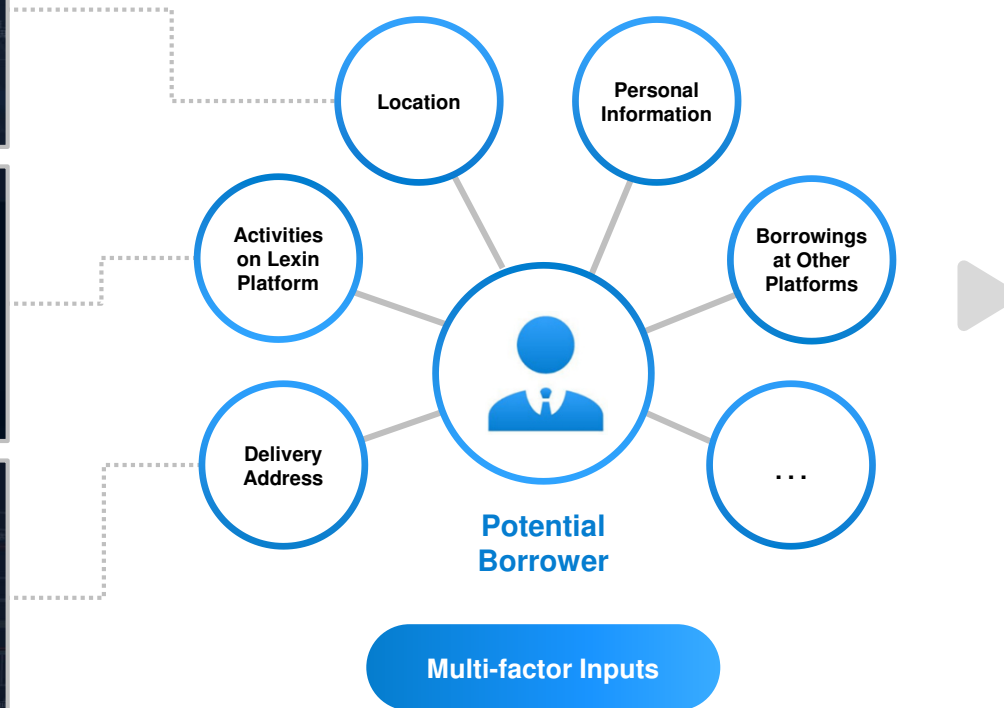 Location
Personal
Information
Activities
on Lexin
Platform
Borrowings
at Other
Platforms
Delivery
Address
...
Potential
Borrower
Multi-factor Inputs